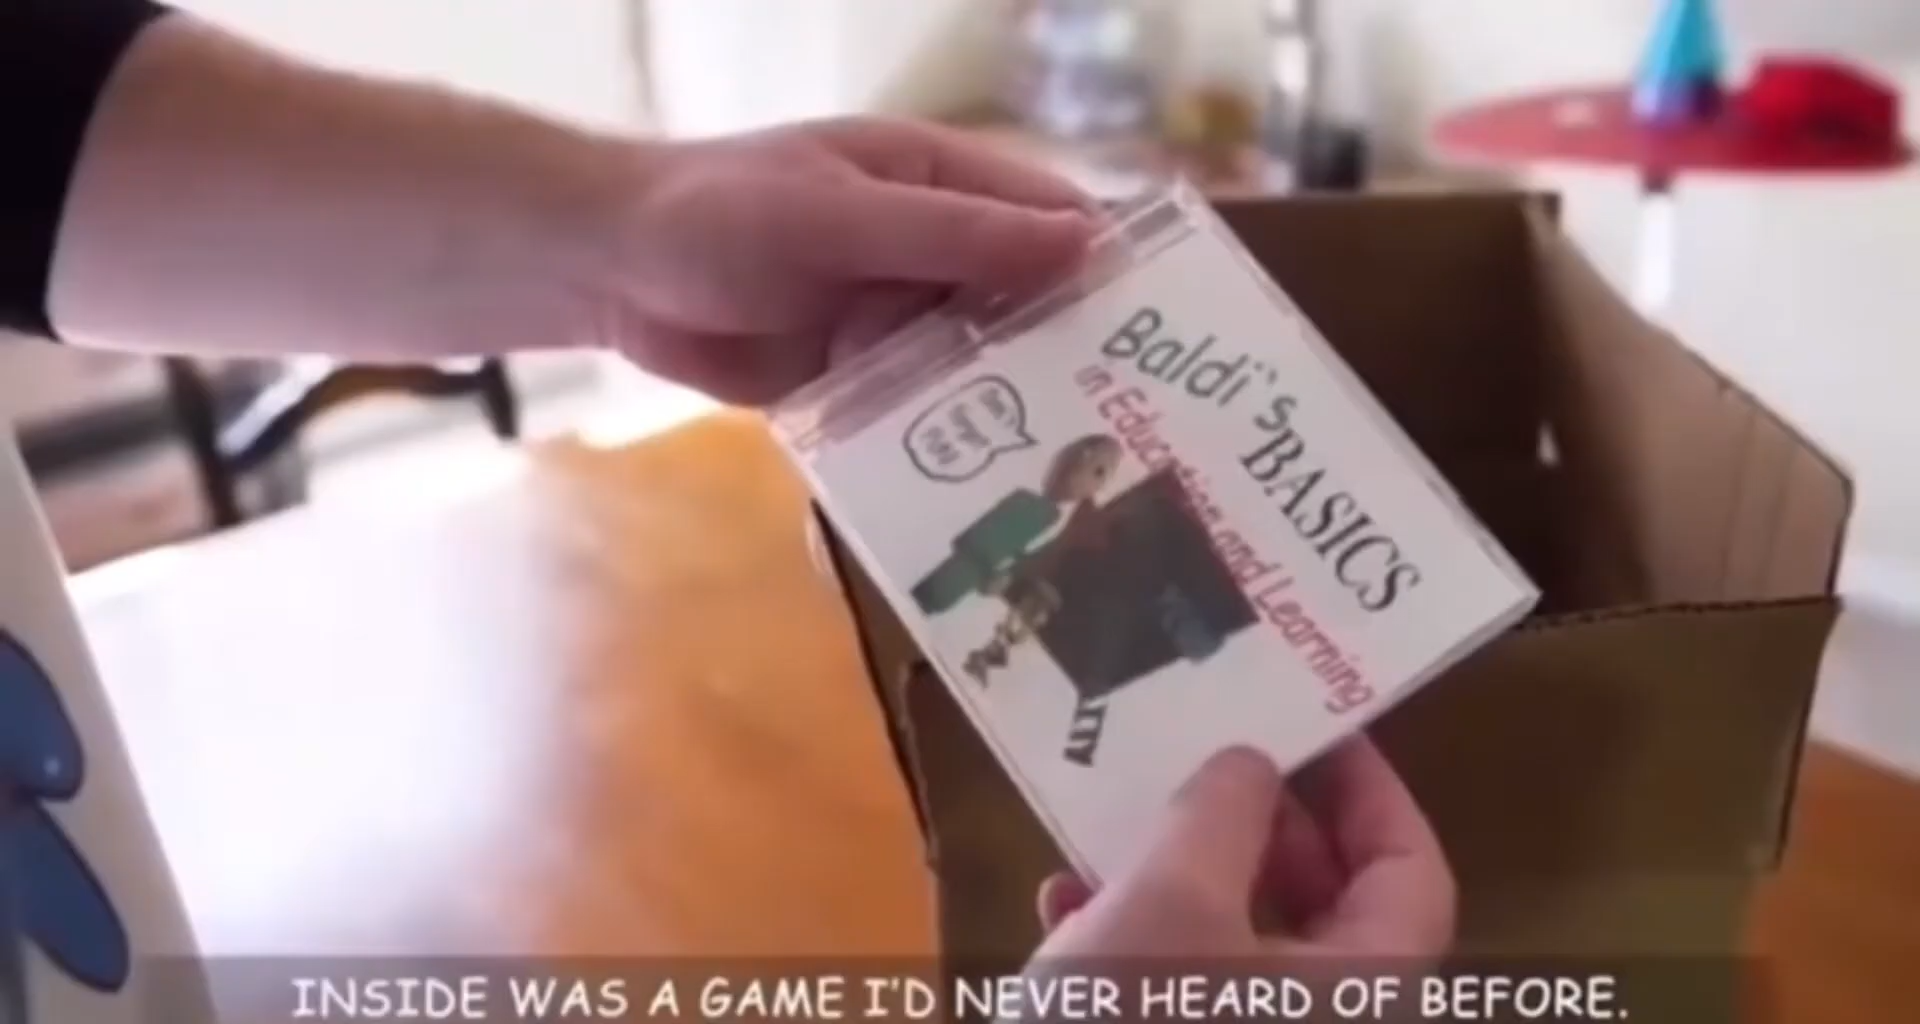 Baldi's
BASICS
in Education and Learning
INSIDE WAS A GAME I'D NEVER HEARD OF BEFORE.